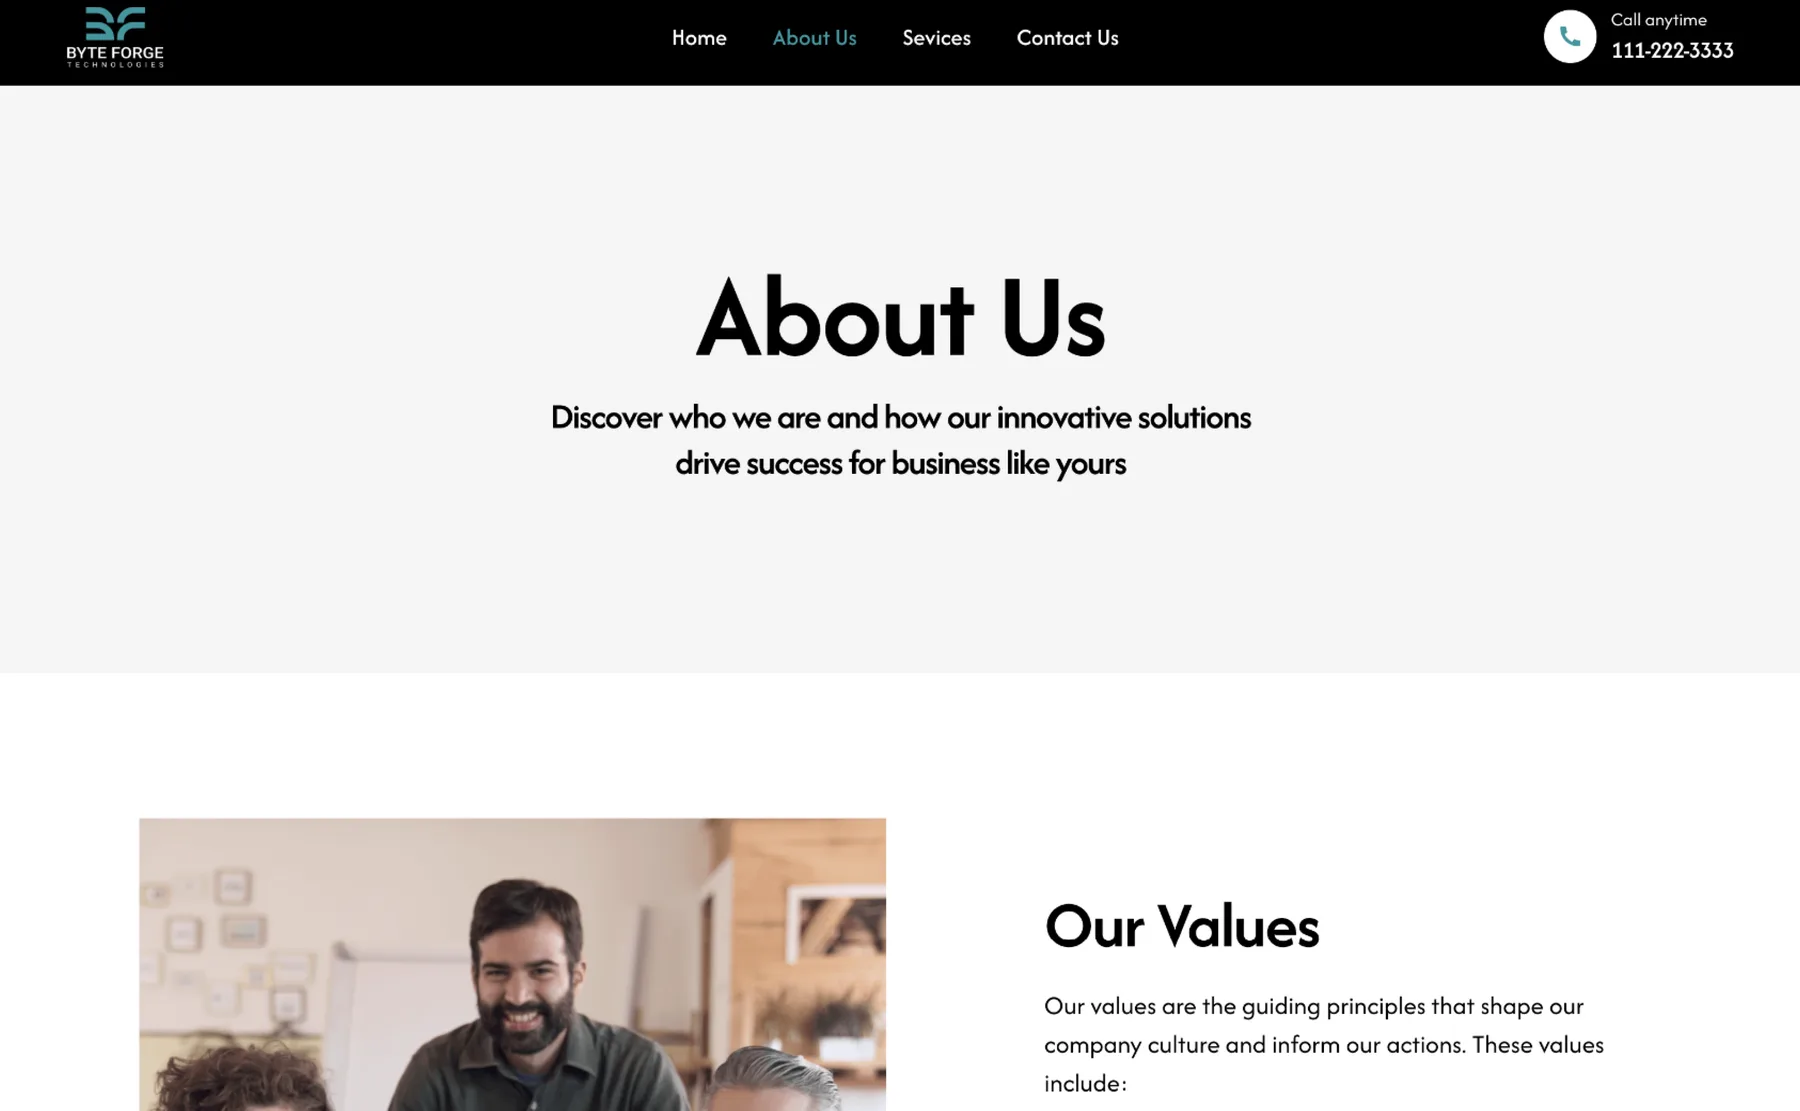 BYTE FORGE
TECHNOLOGIES
Home
About Us
Sevices
Contact Us
Call anytime
111-222-3333
About Us
Discover who we are and how our innovative solutions
drive success for business like yours
Our Values
Our values are the guiding principles that shape our
company culture and inform our actions. These values
include: